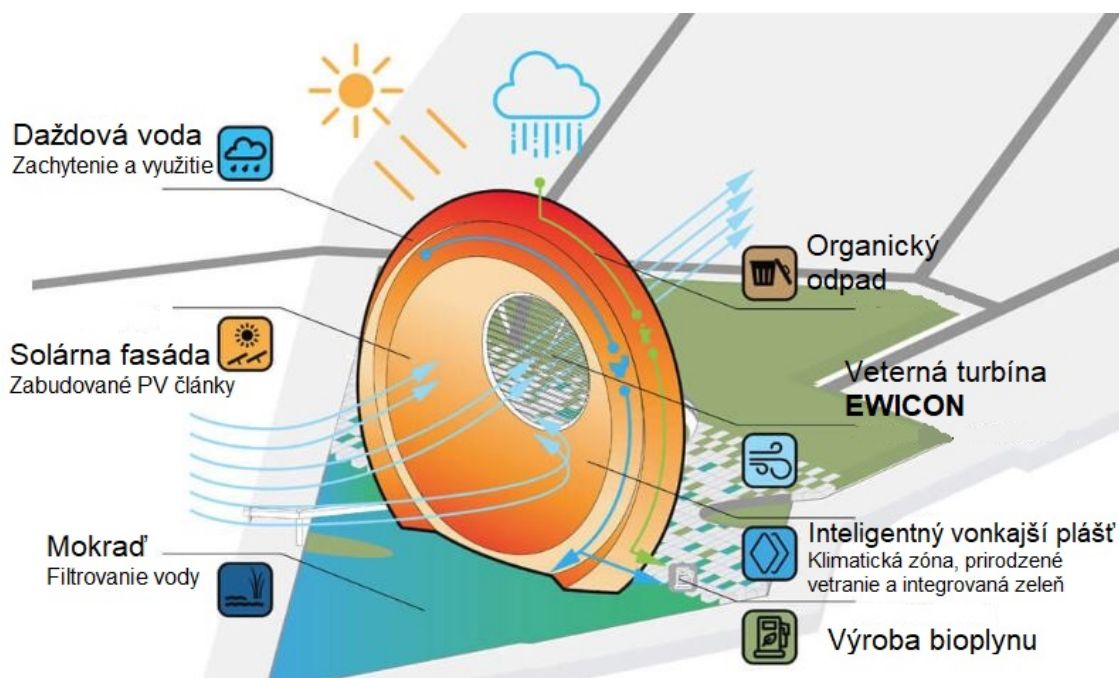 Daždová voda
Zachytenie a využitie
Solárna fasáda
Zabudované PV články
Mokraď
Filtrovanie vody
Organický
odpad
Veterná turbína
EWICON
Inteligentný vonkajší plášť
Klimatická zóna, prirodzené
vetranie a integrovaná zeleň
Výroba bioplynu